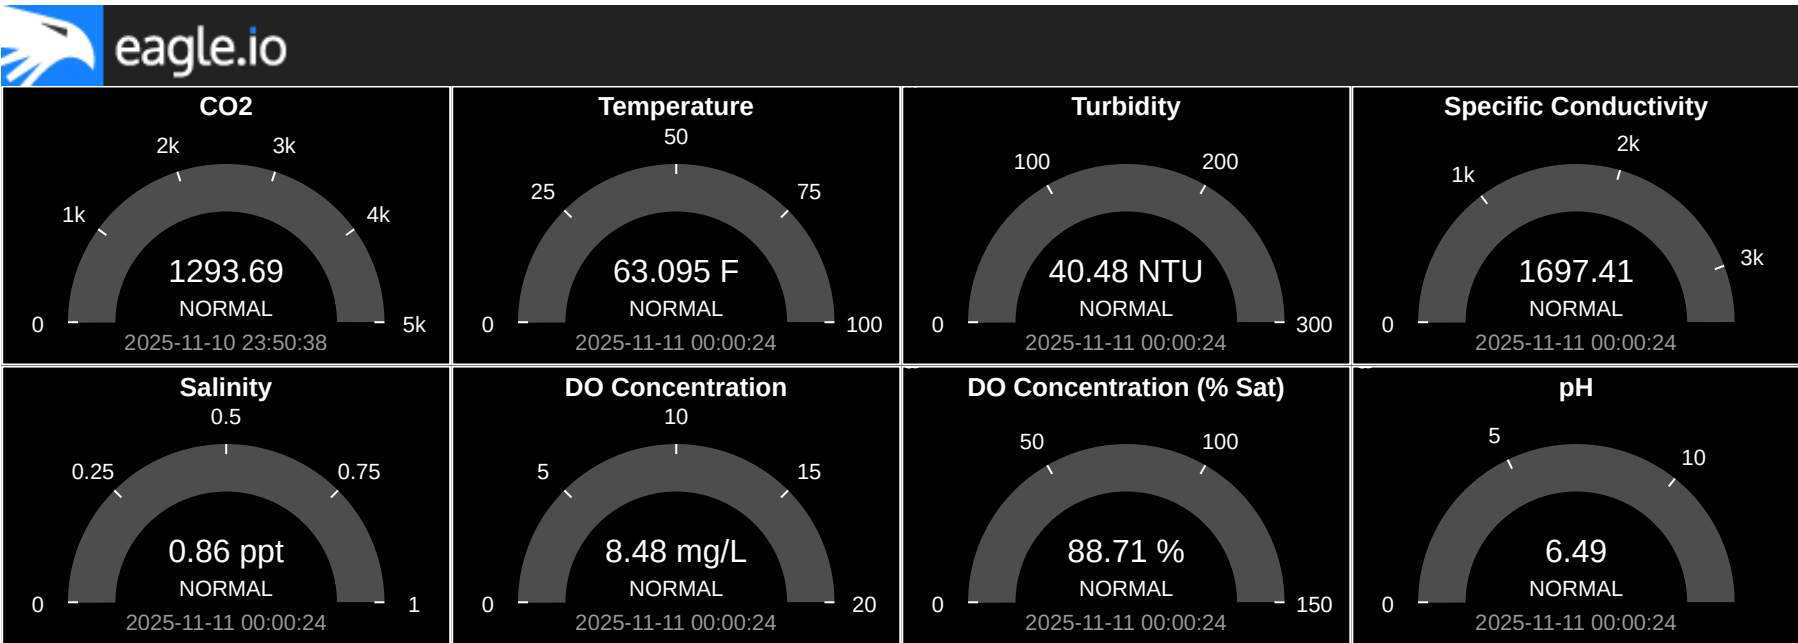 eagle.io
CO2
2k 3k
1k 4k
0 5k
1293.69
NORMAL
2025-11-10 23:50:38
Temperature
50
25 75
0 100
63.095 F
NORMAL
2025-11-11 00:00:24
Turbidity
100 200
0 300
40.48 NTU
NORMAL
2025-11-11 00:00:24
Specific Conductivity
2k
1k
3k
0
1697.41
NORMAL
2025-11-11 00:00:24
Salinity
0.5
0.25 0.75
0 1
0.86 ppt
NORMAL
2025-11-11 00:00:24
DO Concentration
10
5 15
0 20
8.48 mg/L
NORMAL
2025-11-11 00:00:24
DO Concentration (% Sat)
50 100
0 150
88.71 %
NORMAL
2025-11-11 00:00:24
pH
5 10
0
6.49
NORMAL
2025-11-11 00:00:24